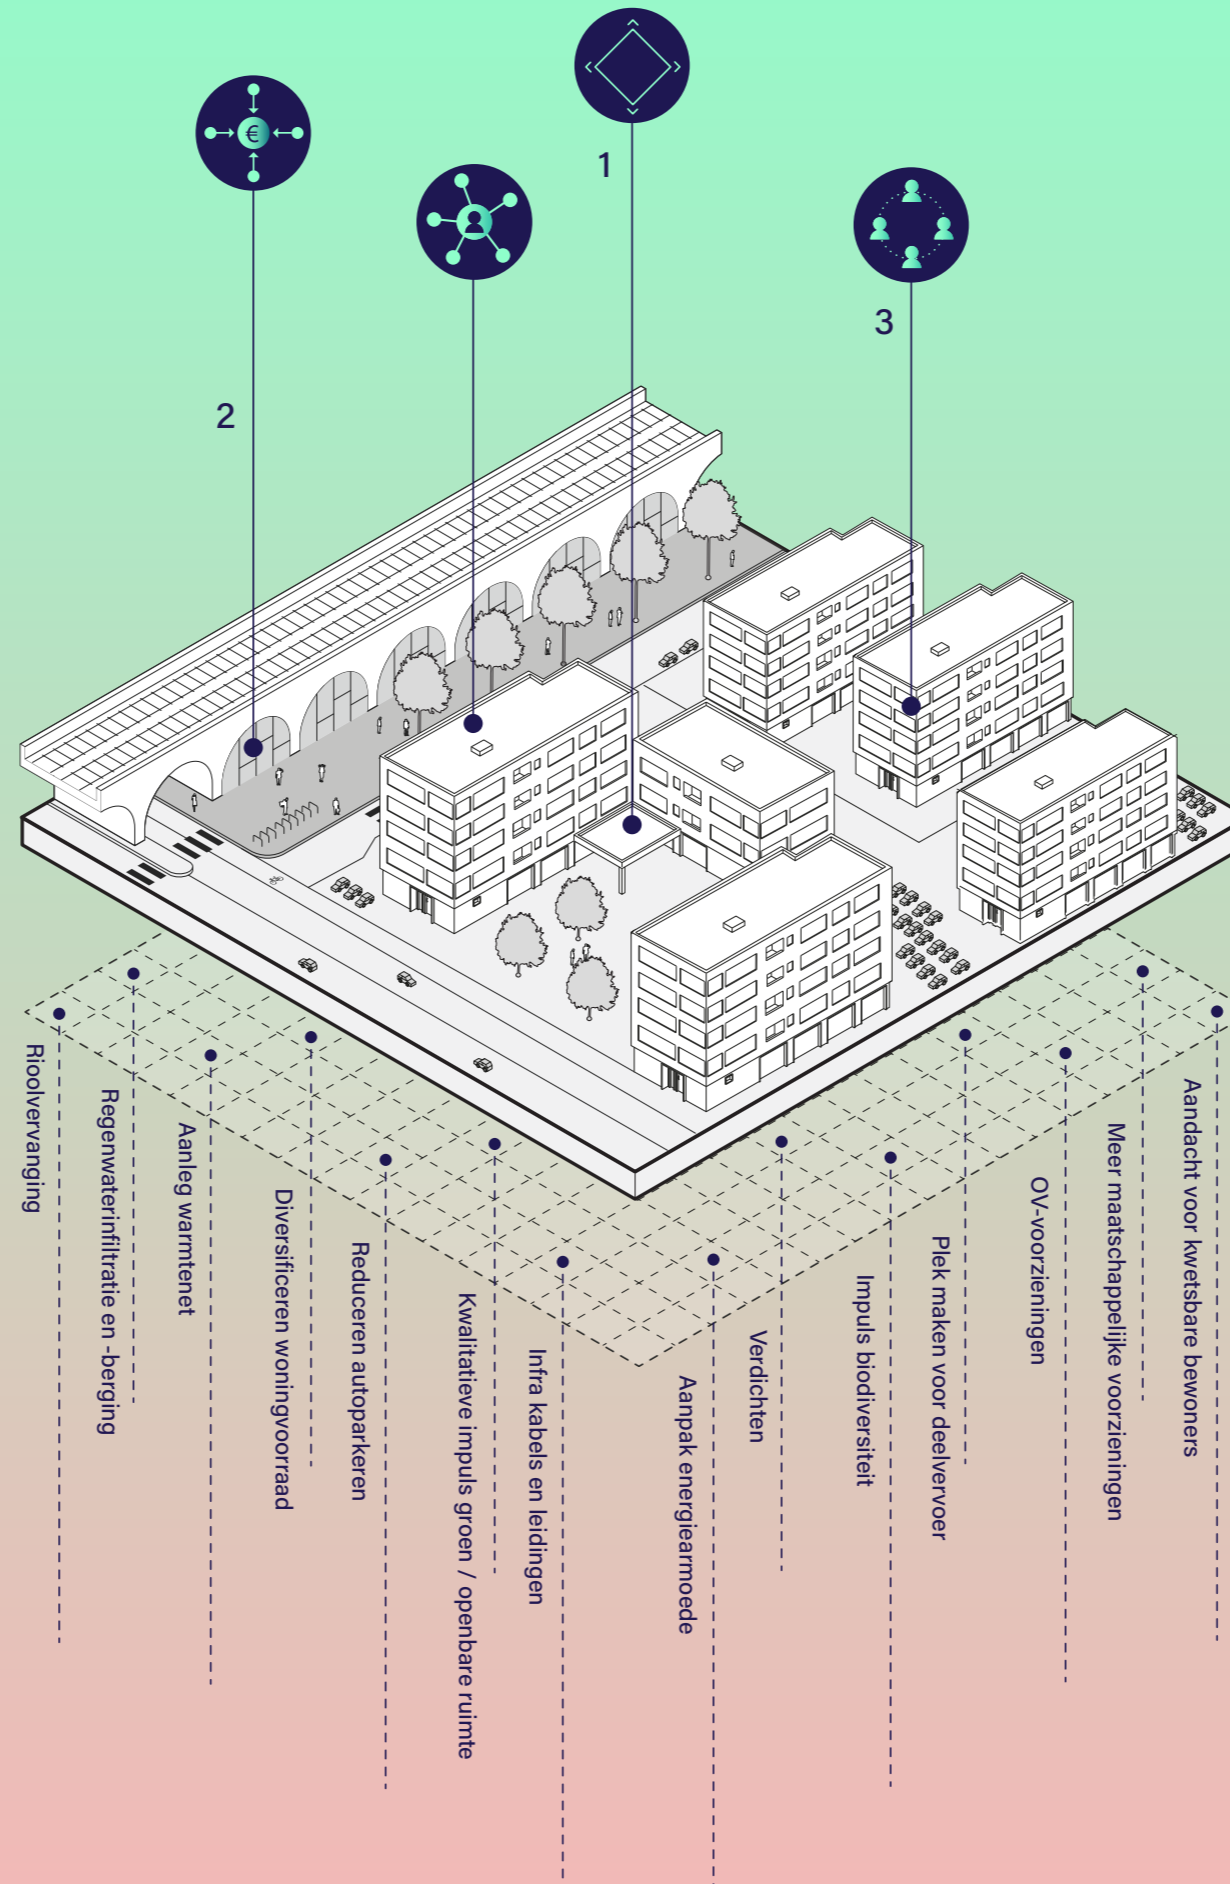 1
2
3
€
Rioolvervanging
Regenwaterinfiltratie en -berging
Aanleg warmtenet
Diversificeren woningvoorraad
Reduceren autoparkeren
Kwalitatieve impuls groen / openbare ruimte
Infra kabels en leidingen
Aanpak energiearmoede
Verdichten
Impuls biodiversiteit
Plek maken voor deelvervoer
OV-voorzieningen
Meer maatschappelijke voorzieningen
Aandacht voor kwetsbare bewoners